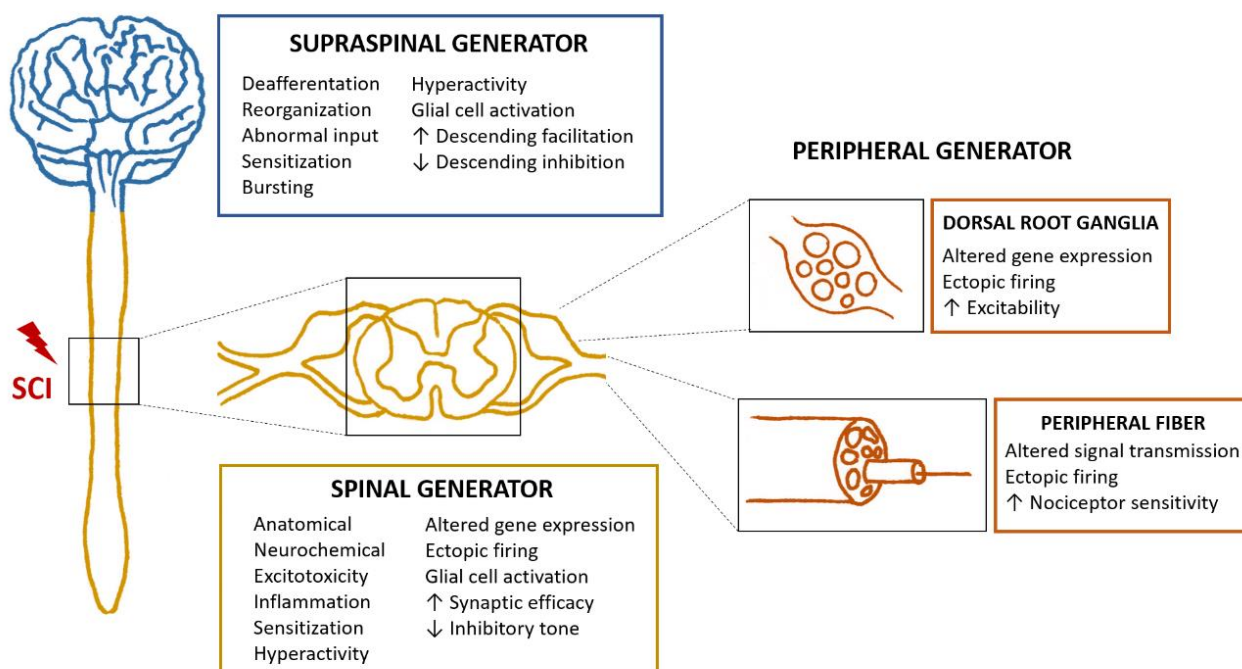 SUPRASPINAL GENERATOR
Deafferentation
Reorganization
Abnormal input
Sensitization
Bursting
Hyperactivity
Glial cell activation
↑ Descending facilitation
↓ Descending inhibition
PERIPHERAL GENERATOR
DORSAL ROOT GANGLIA
Altered gene expression
Ectopic firing
↑ Excitability
SCI
PERIPHERAL FIBER
Altered signal transmission
Ectopic firing
↑ Nociceptor sensitivity
SPINAL GENERATOR
Anatomical
Neurochemical
Excitotoxicity
Inflammation
Sensitization
Hyperactivity
Altered gene expression
Ectopic firing
Glial cell activation
↑ Synaptic efficacy
↓ Inhibitory tone